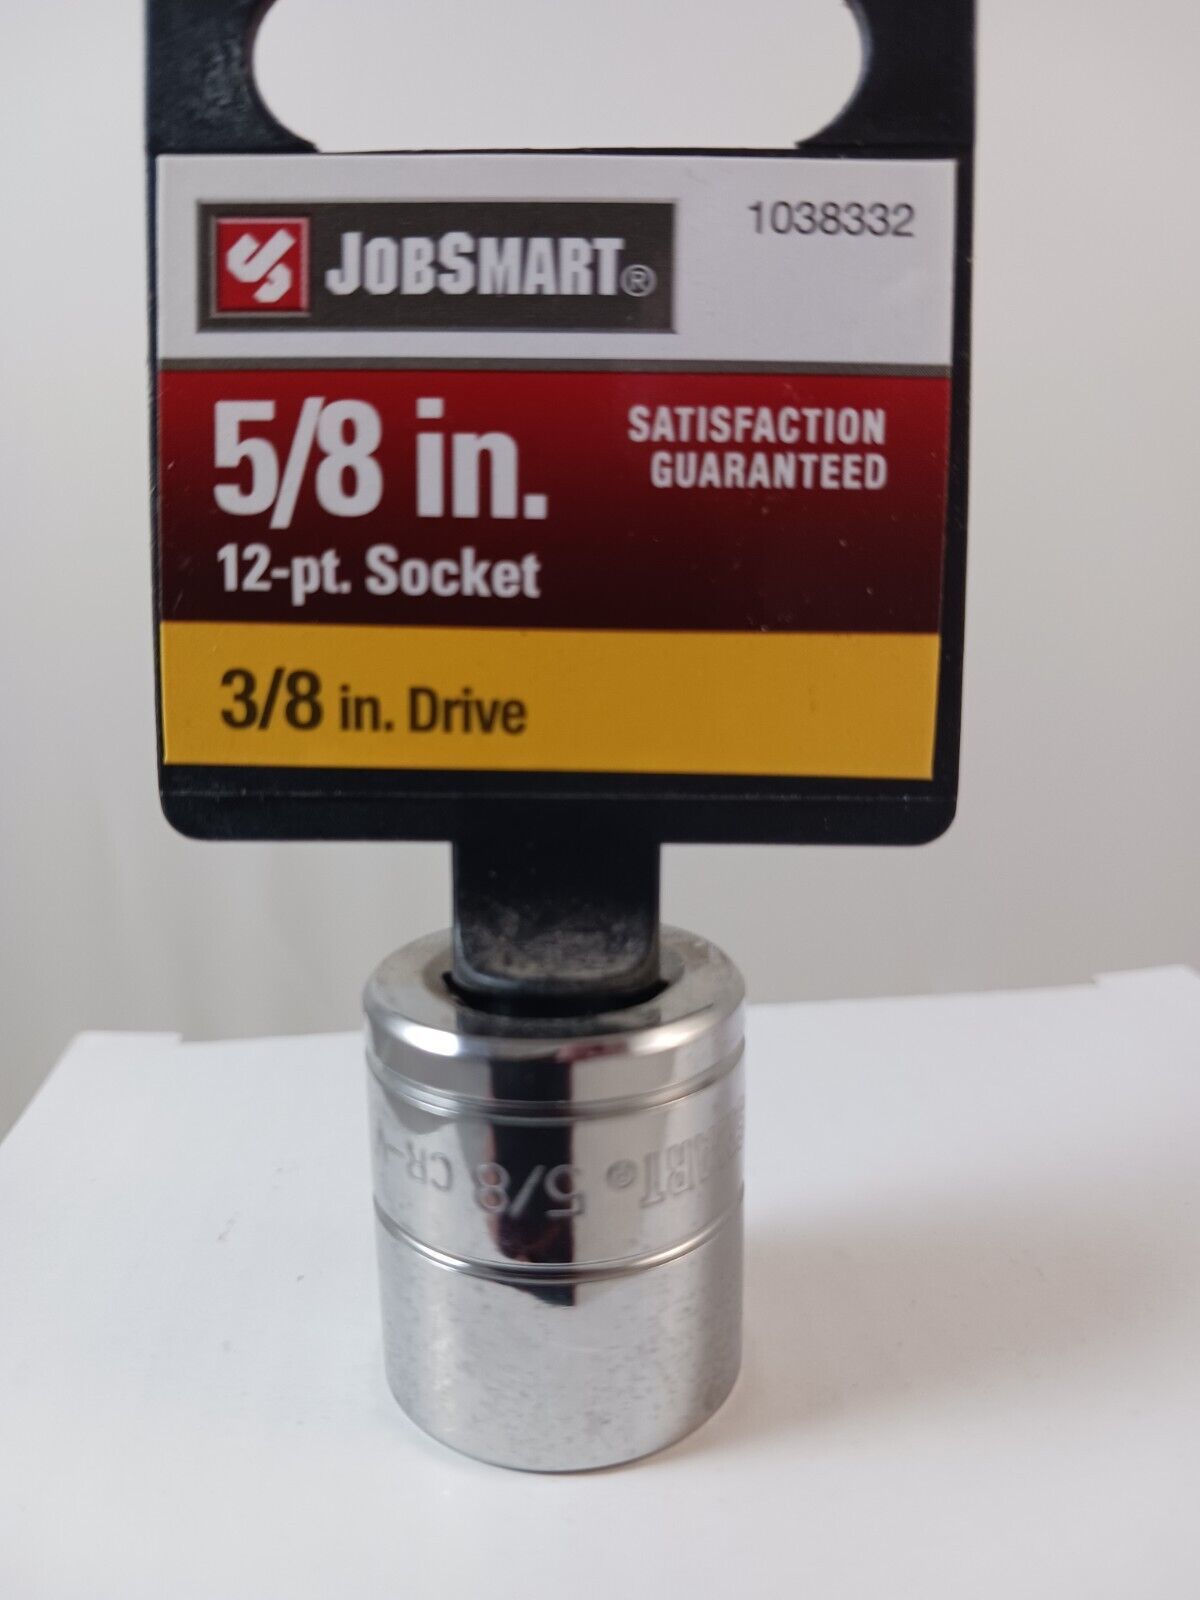 JOBSMART®
1038332
5/8 in.
12-pt. Socket
SATISFACTION
GUARANTEED
3/8 in. Drive
® 5/8 CR-V